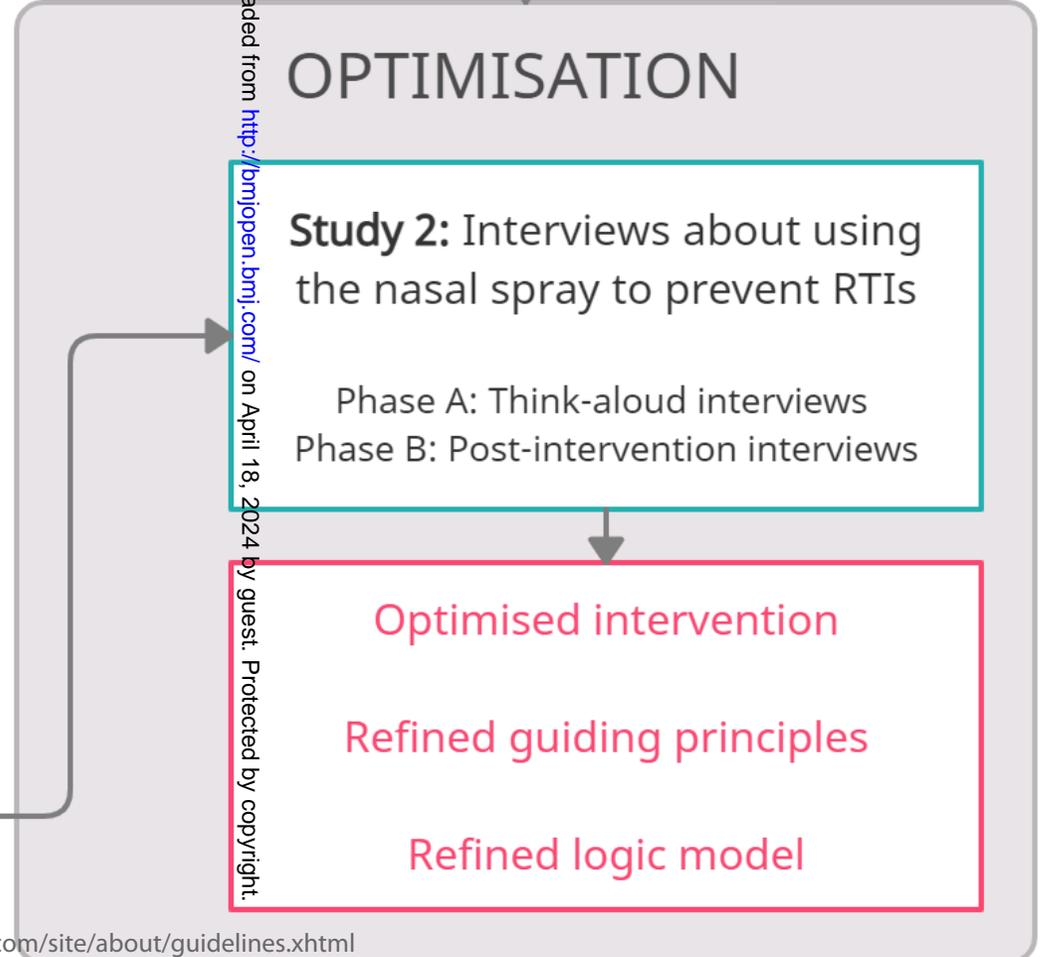 OPTIMISATION
Study 2: Interviews about using
the nasal spray to prevent RTIs
Phase A: Think-aloud interviews
Phase B: Post-intervention interviews
Optimised intervention
Refined guiding principles
Refined logic model
aded from http://bmjopen.bmj.com/ on April 18, 2024 by guest. Protected by copyright.
com/site/about/guidelines.xhtml